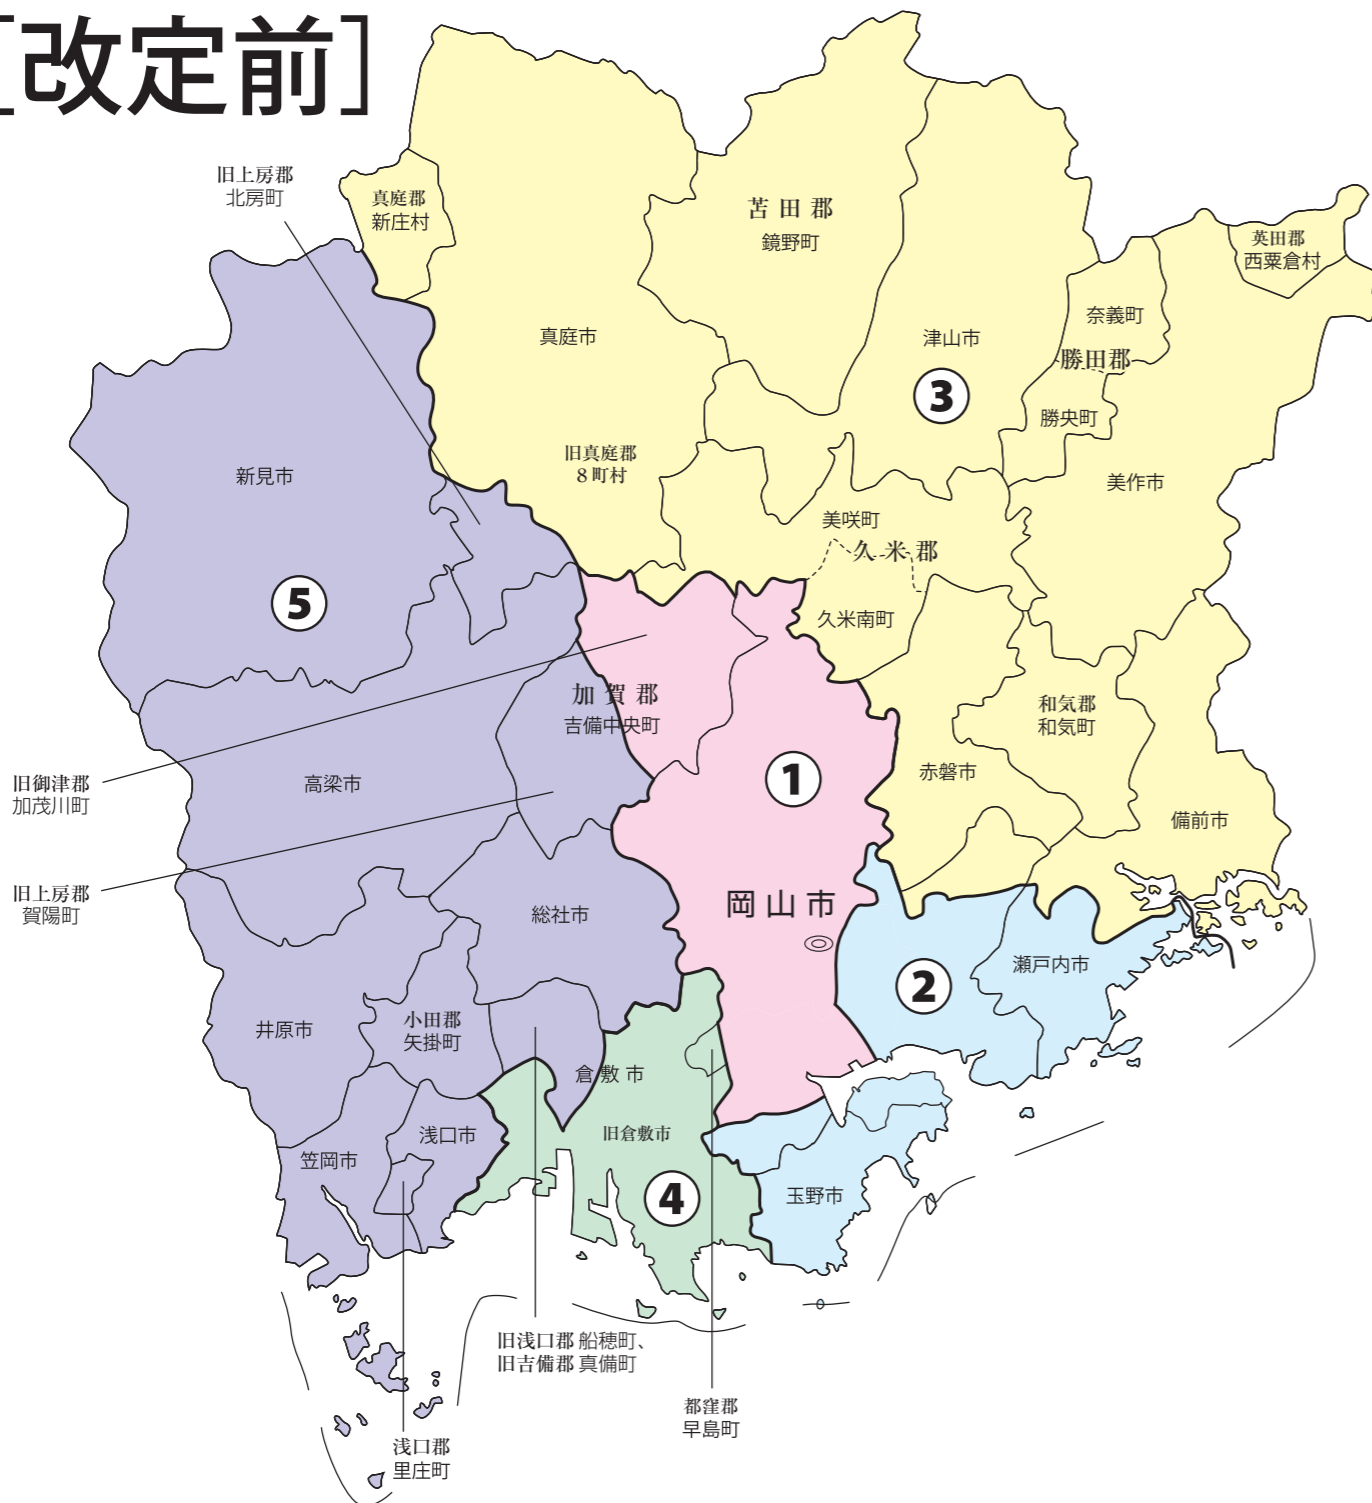 [改定前]
旧上房郡
北房町
真庭郡
新庄村
苫田郡
鏡野町
英田郡
西粟倉村
奈義町
真庭市
津山市
勝田郡
③
勝央町
旧真庭郡
8町村
新見市
美作市
美咲町
久米郡
⑤
久米南町
加賀郡
吉備中央町
和気郡
和気町
①
赤磐市
旧御津郡
加茂川町
高梁市
備前市
旧上房郡
賀陽町
岡山市
総社市
瀬戸内市
②
井原市
小田郡
矢掛町
倉敷市
浅口市
旧倉敷市
笠岡市
④
玉野市
旧浅口郡 船穂町、
旧吉備郡 真備町
都窪郡
早島町
浅口郡
里庄町